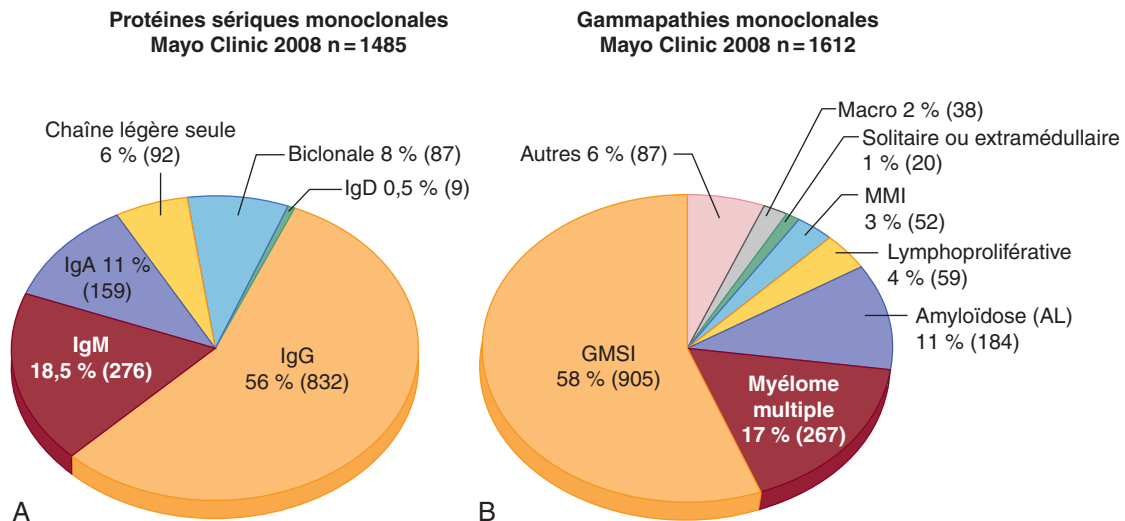 Protéines sériques monoclonales
Mayo Clinic 2008 n = 1485
Chaîne légère seule
6 % (92)
Biclonale 8 % (87)
IgD 0,5 % (9)
IgA 11 %
(159)
IgM
18,5 % (276)
IgG
56 % (832)
A
Gammapathies monoclonales
Mayo Clinic 2008 n = 1612
Macro 2 % (38)
Autres 6 % (87)
Solitaire ou extramédullaire
1 % (20)
MMI
3 % (52)
Lymphoproliférative
4 % (59)
Amyloïdose (AL)
11 % (184)
GMSI
58 % (905)
Myélome
multiple
17 % (267)
B